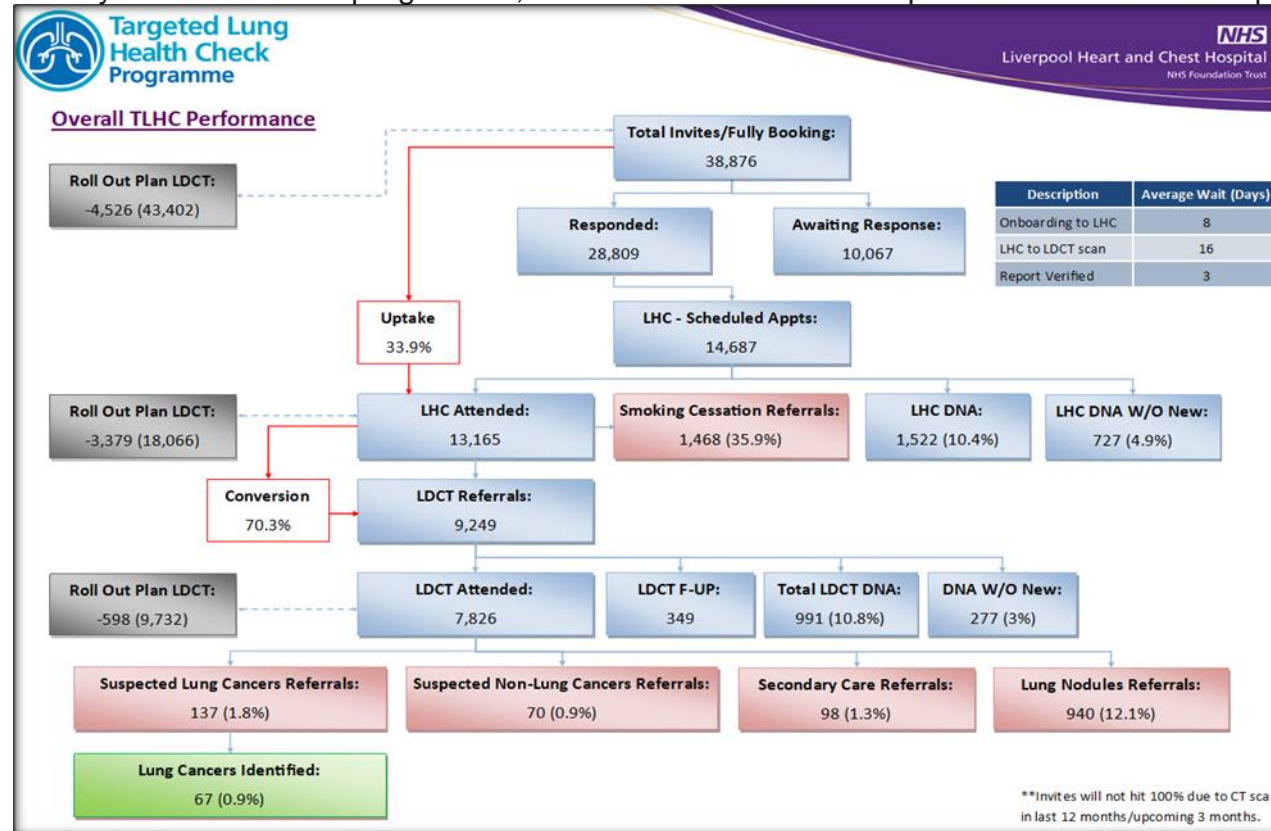 Targeted Lung
Health Check
Programme
NHS
Liverpool Heart and Chest Hospital
NHS Foundation Trust
Overall TLHC Performance
Total Invites/Fully Booking:
38,876
Roll Out Plan LDCT:
-4,526 (43,402)
Responded:
28,809
Awaiting Response:
10,067
Description Average Wait (Days)
Onboarding to LHC 8
LHC to LDCT scan 16
Report Verified 3
Uptake
33.9%
LHC - Scheduled Appts:
14,687
Roll Out Plan LDCT:
-3,379 (18,066)
LHC Attended:
13,165
Smoking Cessation Referrals:
1,468 (35.9%)
LHC DNA:
1,522 (10.4%)
LHC DNA W/O New:
727 (4.9%)
Conversion
70.3%
LDCT Referrals:
9,249
Roll Out Plan LDCT:
-598 (9,732)
LDCT Attended:
7,826
LDCT F-UP:
349
Total LDCT DNA:
991 (10.8%)
DNA W/O New:
277 (3%)
Suspected Lung Cancers Referrals:
137 (1.8%)
Suspected Non-Lung Cancers Referrals:
70 (0.9%)
Secondary Care Referrals:
98 (1.3%)
Lung Nodules Referrals:
940 (12.1%)
Lung Cancers Identified:
67 (0.9%)
**Invites will not hit 100% due to CT sca
in last 12 months/upcoming 3 months.